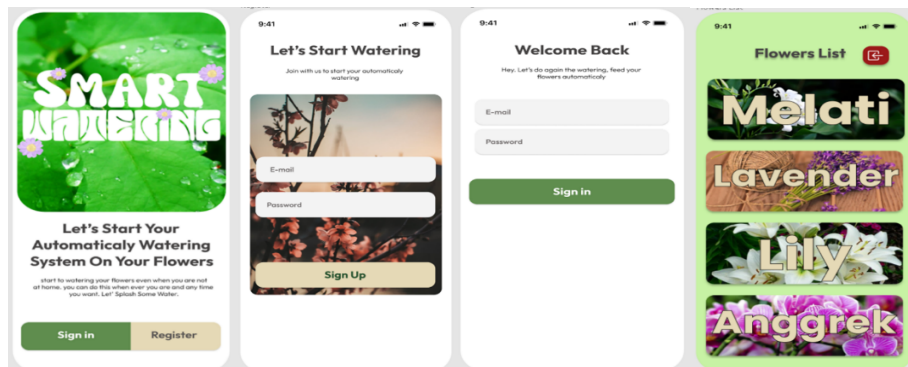 SMART
WATERING
Let's Start Your
Automaticaly Watering
System On Your Flowers
start to watering your flowers even when you are not
at home. you can do this when ever you are and any time
you want. Let' Splash Some Water.
Sign in
Register
9:41
Let's Start Watering
Join with us to start your automaticaly
watering
E-mail
Password
Sign Up
9:41
Welcome Back
Hey. Let's do again the watering, feed your
flowers automaticaly
E-mail
Password
Sign in
9:41
Flowers List
Melati
Lavender
Lily
Anggrek